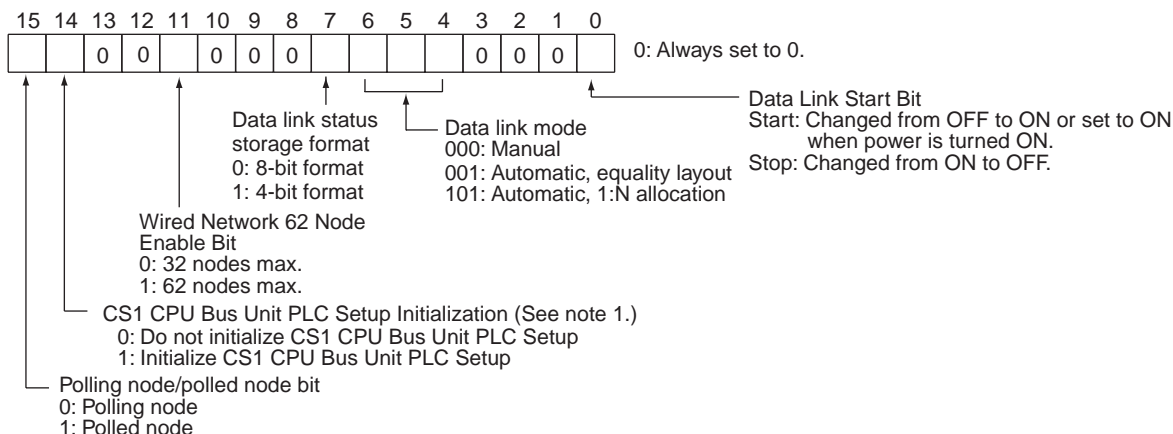 15 14 13 12 11 10 9 8 7 6 5 4 3 2 1 0
0 0 0 0 0 0 0 0
0: Always set to 0.
Data Link Start Bit
Start: Changed from OFF to ON or set to ON
when power is turned ON.
Stop: Changed from ON to OFF.
Data link mode
000: Manual
001: Automatic, equality layout
101: Automatic, 1:N allocation
Data link status
storage format
0: 8-bit format
1: 4-bit format
Wired Network 62 Node
Enable Bit
0: 32 nodes max.
1: 62 nodes max.
CS1 CPU Bus Unit PLC Setup Initialization (See note 1.)
0: Do not initialize CS1 CPU Bus Unit PLC Setup
1: Initialize CS1 CPU Bus Unit PLC Setup
Polling node/polled node bit
0: Polling node
1: Polled node